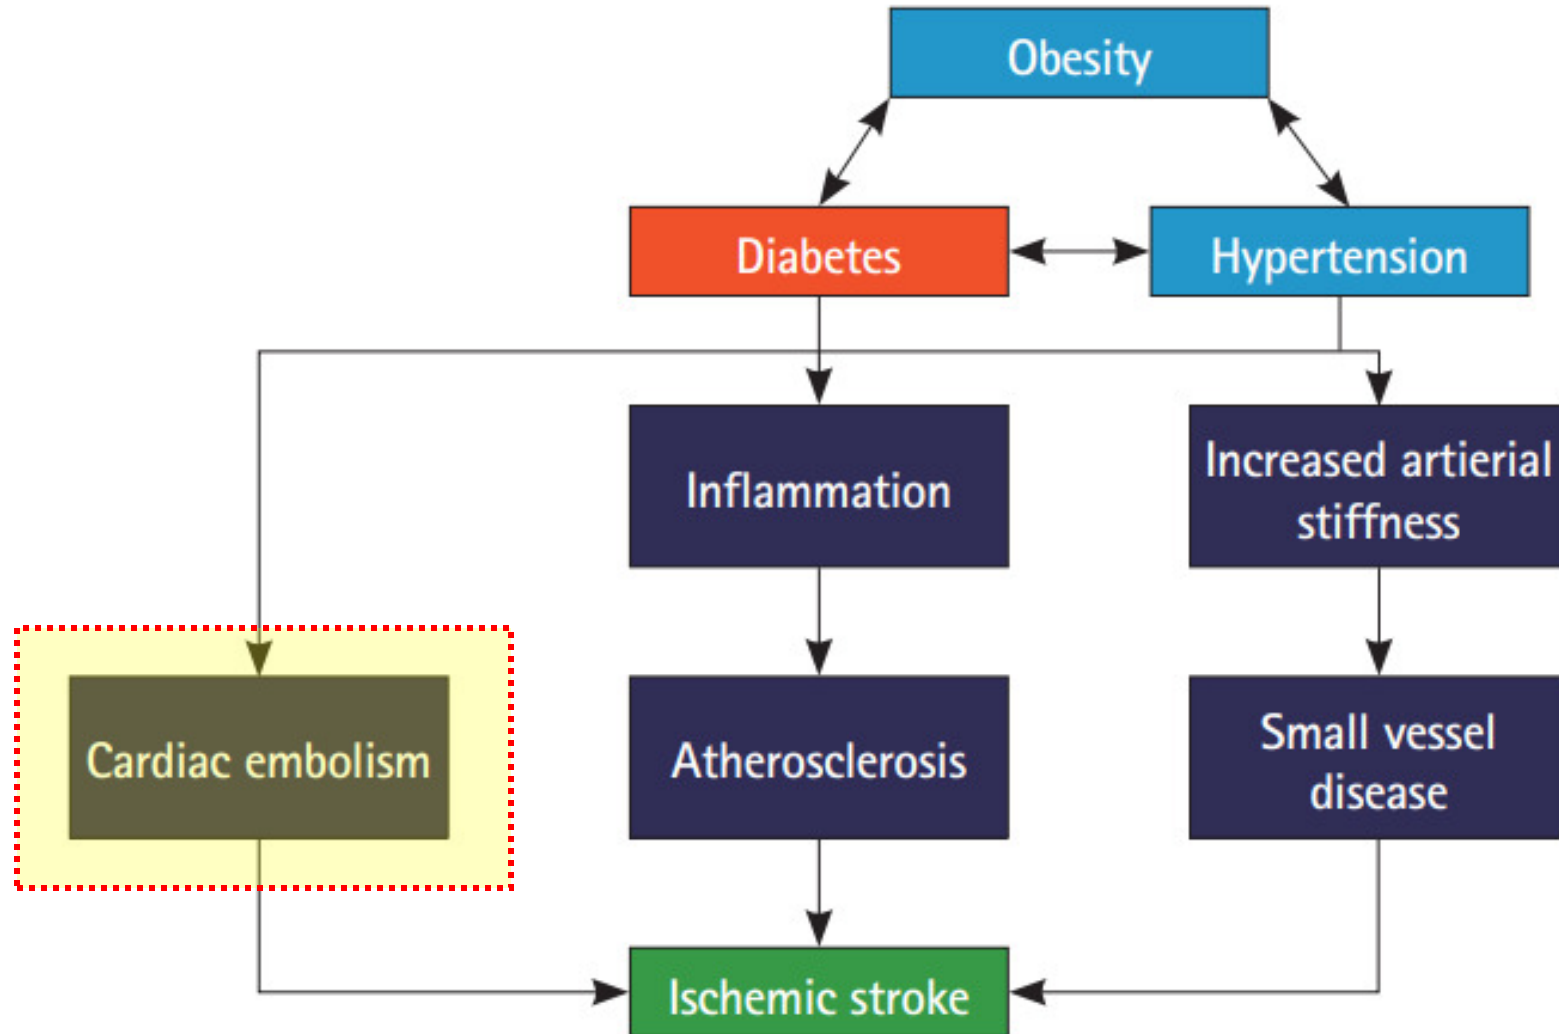 Obesity
Diabetes
Hypertension
Inflammation
Increased artierial
stiffness
Cardiac embolism
Atherosclerosis
Small vessel
disease
Ischemic stroke